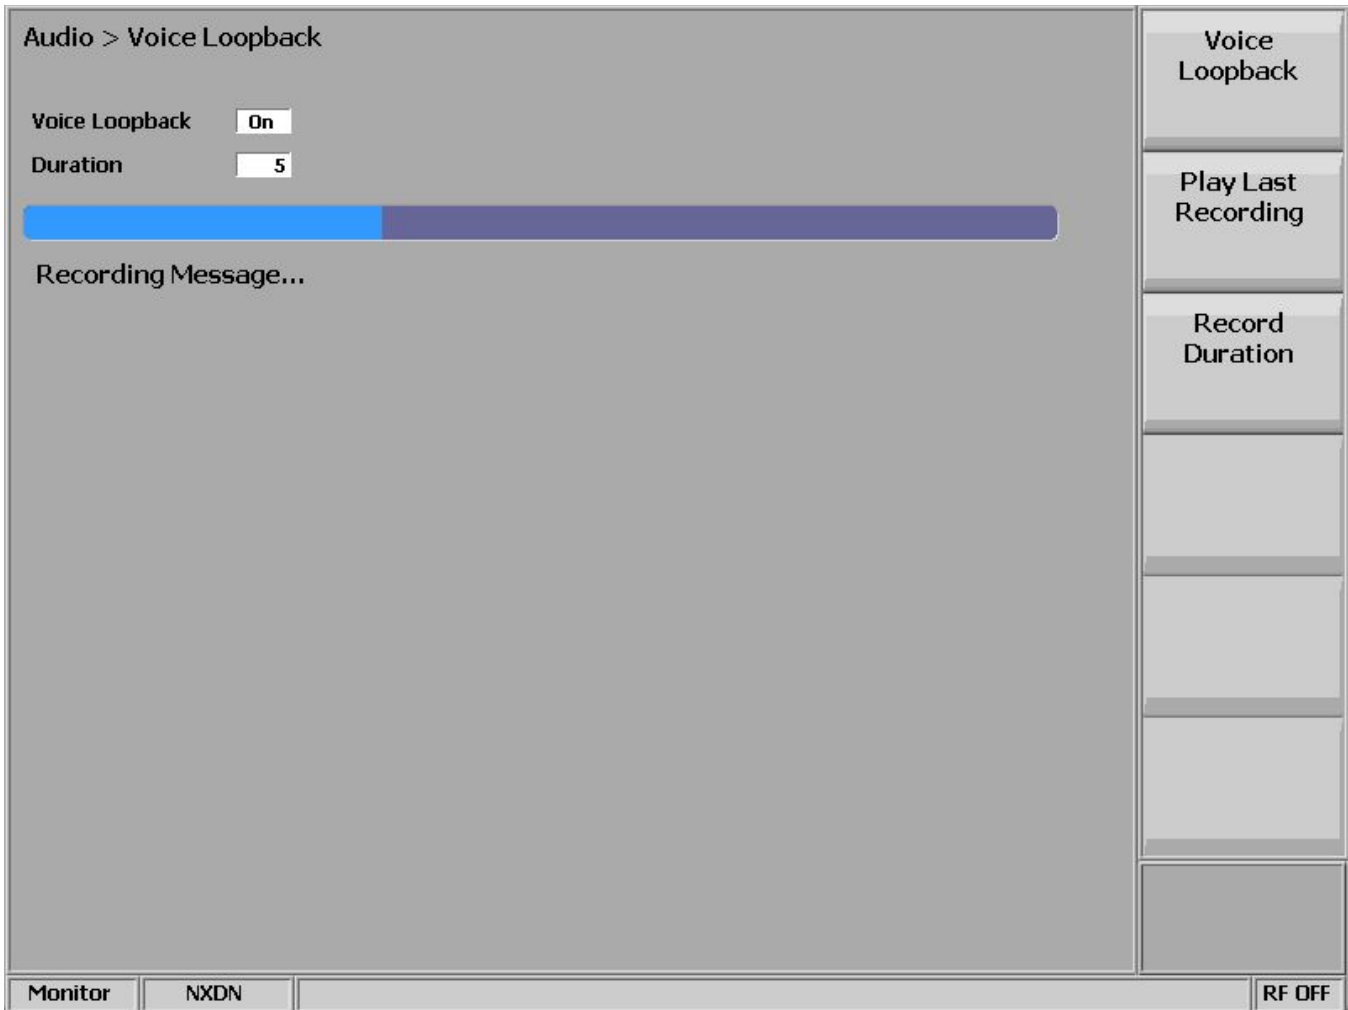 Audio > Voice Loopback
Voice Loopback On
Duration 5
Recording Message...
Voice
Loopback
Play Last
Recording
Record
Duration
Monitor NXDN RF OFF